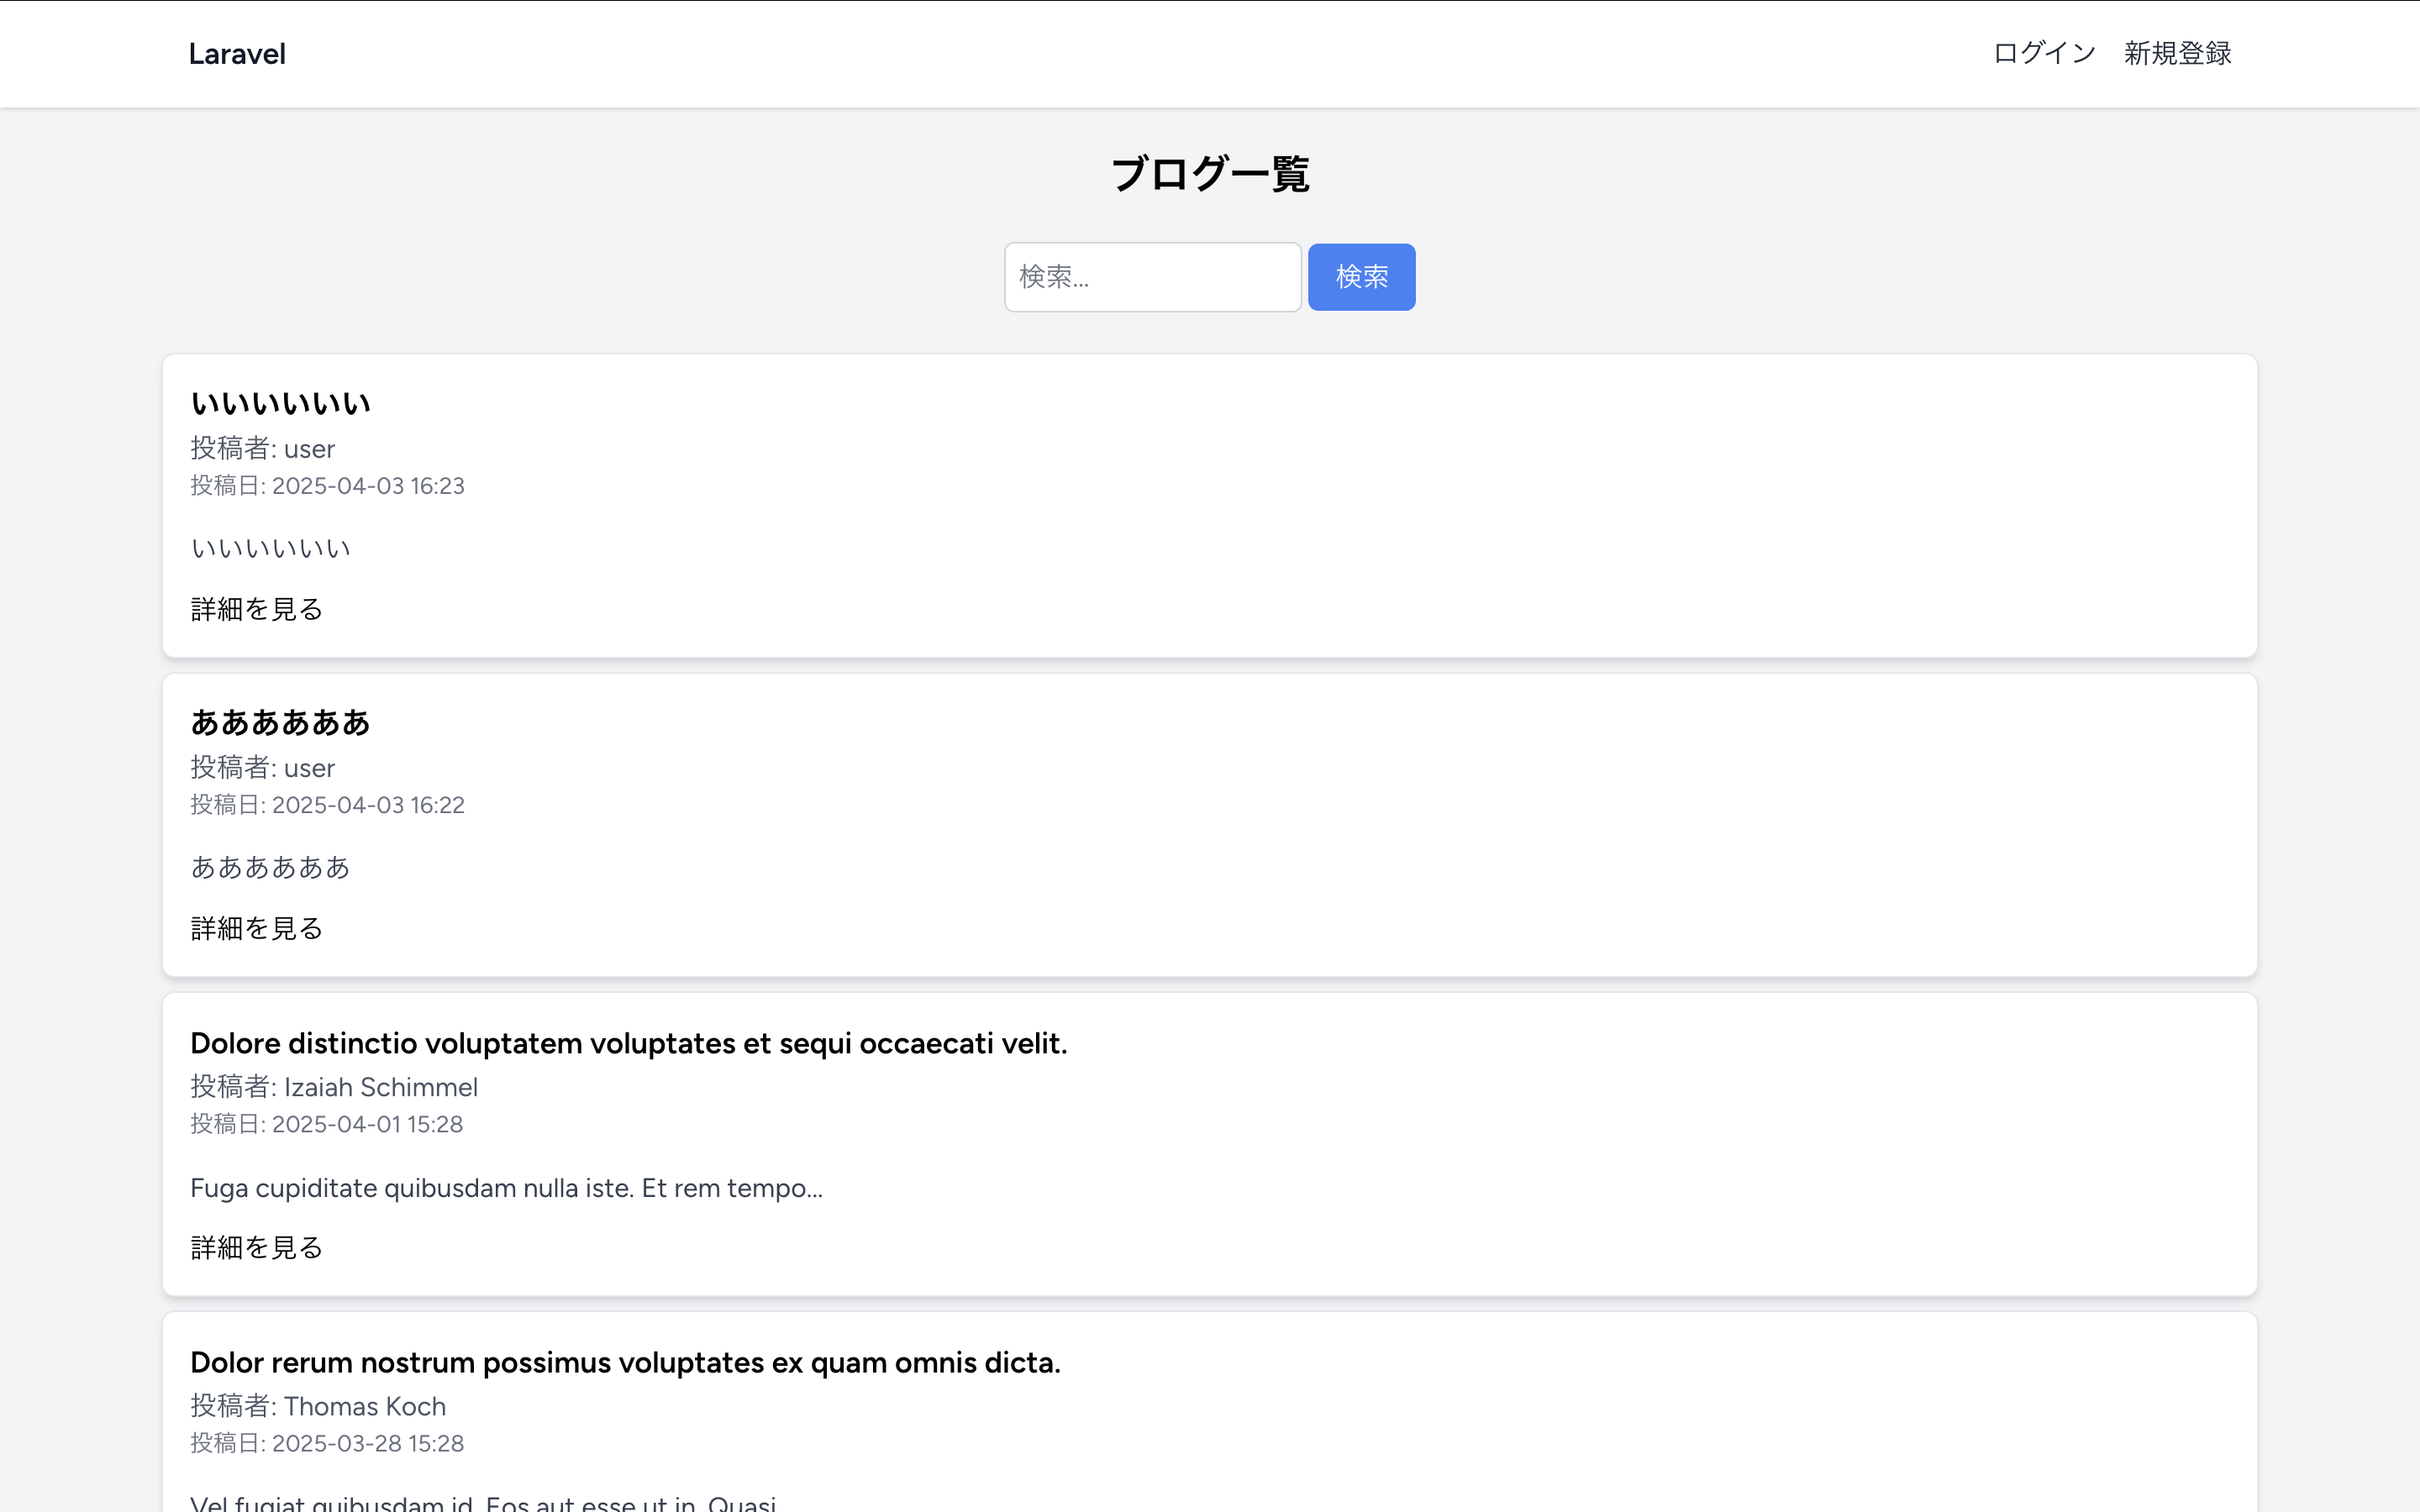 Laravel
ログイン 新規登録
ブログ一覧
検索...
検索
いいいいいい
投稿者: user
投稿日: 2025-04-03 16:23
いいいいいい
詳細を見る
ああああああ
投稿者: user
投稿日: 2025-04-03 16:22
ああああああ
詳細を見る
Dolore distinctio voluptatem voluptates et sequi occaecati velit.
投稿者: Izaiah Schimmel
投稿日: 2025-04-01 15:28
Fuga cupiditate quibusdam nulla iste. Et rem tempo...
詳細を見る
Dolor rerum nostrum possimus voluptates ex quam omnis dicta.
投稿者: Thomas Koch
投稿日: 2025-03-28 15:28
Vel fugiat quibusdam id. Eos aut esse ut in. Quasi